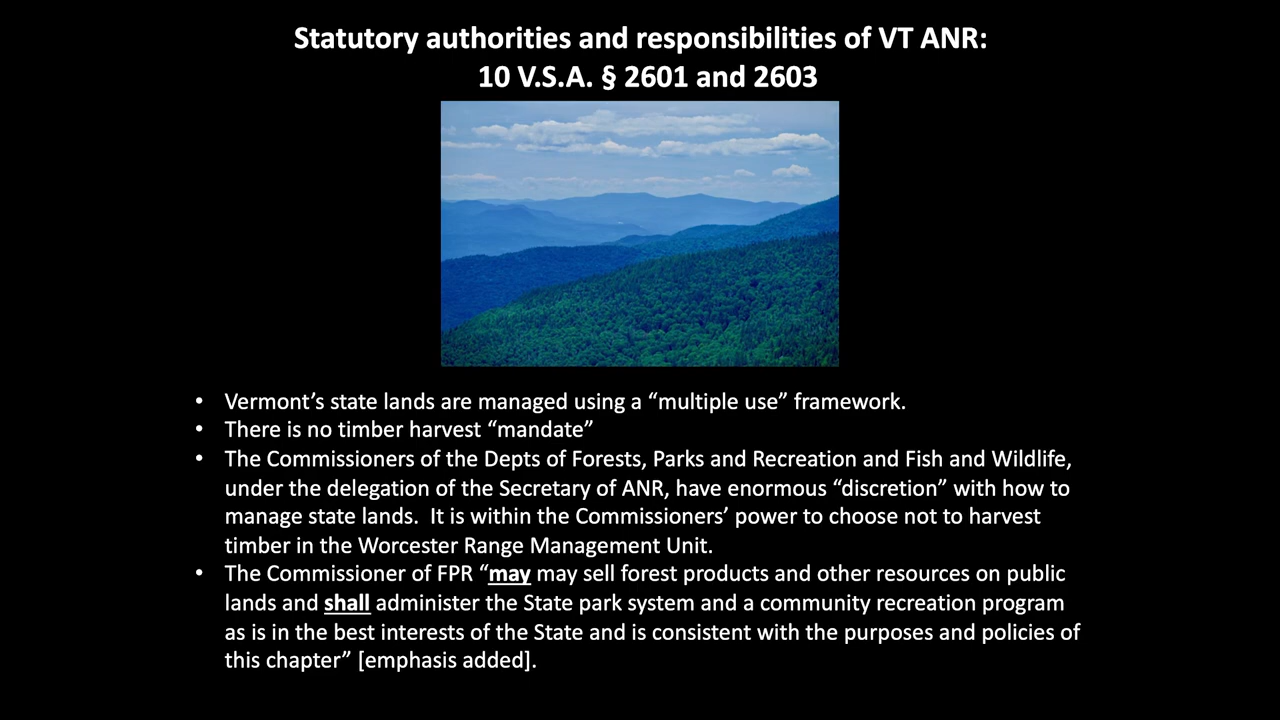 Statutory authorities and responsibilities of VT ANR:
10 V.S.A. § 2601 and 2603
• Vermont’s state lands are managed using a “multiple use” framework.
• There is no timber harvest “mandate”
• The Commissioners of the Depts of Forests, Parks and Recreation and Fish and Wildlife,
under the delegation of the Secretary of ANR, have enormous “discretion” with how to
manage state lands.  It is within the Commissioners’ power to choose not to harvest
timber in the Worcester Range Management Unit.
• The Commissioner of FPR “may may sell forest products and other resources on public
lands and shall administer the State park system and a community recreation program
as is in the best interests of the State and is consistent with the purposes and policies of
this chapter” [emphasis added].